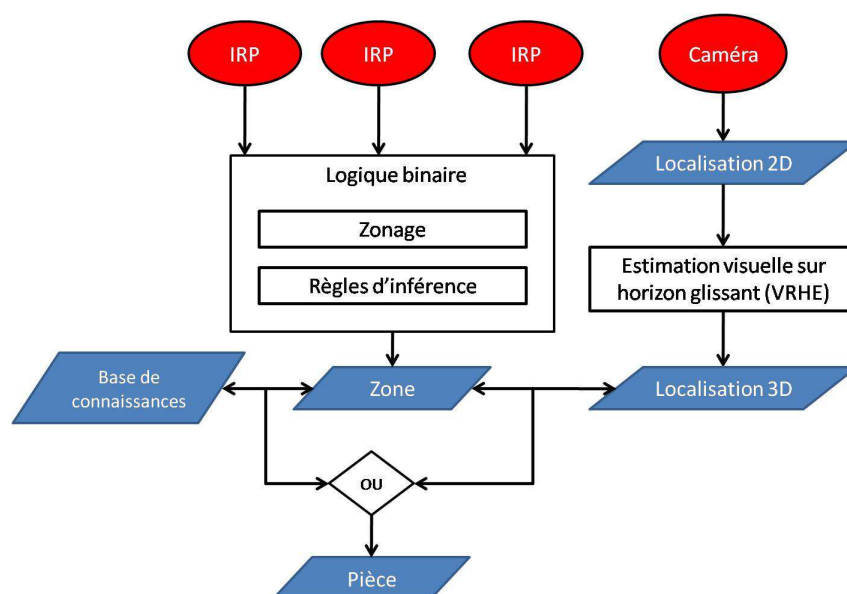 IRP
IRP
IRP
Caméra
Logique binaire
Zonage
Règles d'inférence
Localisation 2D
Estimation visuelle sur
horizon glissant (VRHE)
Base de
connaissances
Zone
Localisation 3D
OU
Pièce